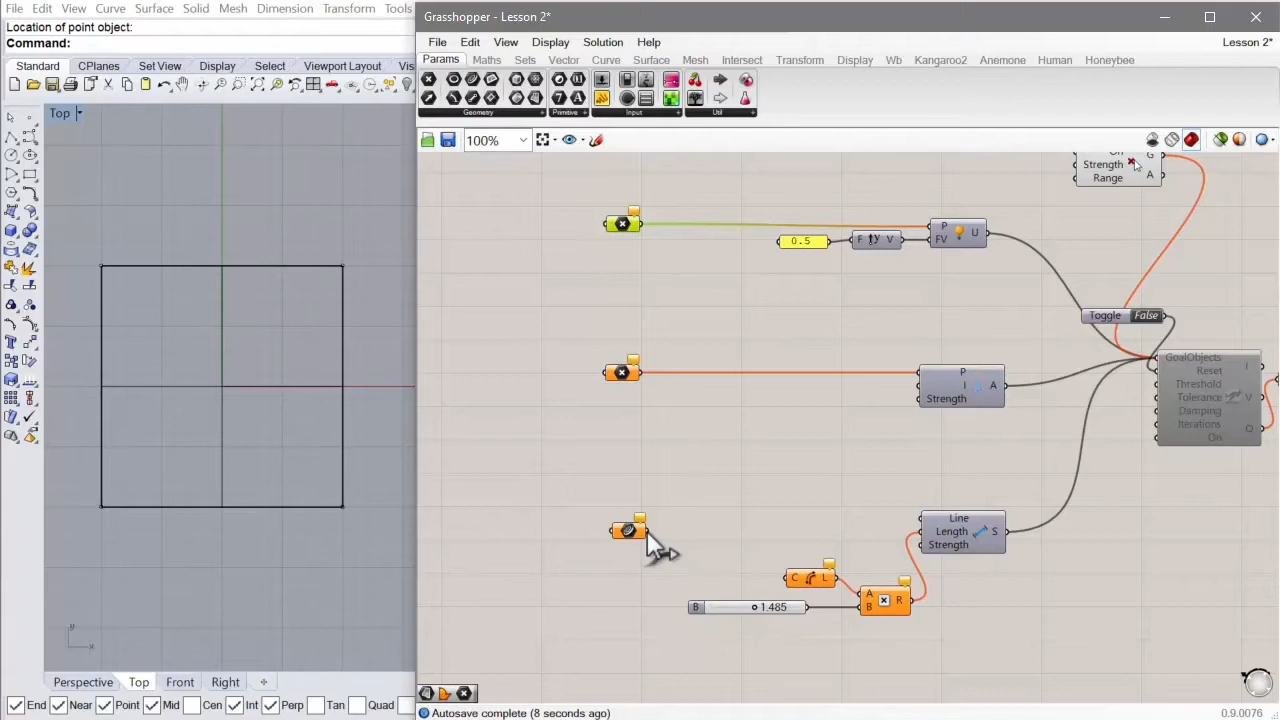 File Edit View Curve Surface Solid Mesh Dimension Transform Tools
Location of point object:
Command:
Standard CPlanes Set View Display Select Viewport Layout
Top
Perspective Top Front Right
End Near Point Mid Cen Int Perp Tan Quad
Grasshopper - Lesson 2*
File Edit View Display Solution Help Lesson 2*
Params Maths Sets Vector Curve Surface Mesh Intersect Transform Display Wb Kangaroo2 Anemone Human Honeybee
Geometry Primitive Input Util
100%
Strength G
Range A
P
0.5 F V FV U
Toggle False
P
I A
Strength
GoalObjects
Reset I
Threshold
Tolerance V
Damping
Iterations O
On
Line
Length S
Strength
C L
A
B 1.485 B R
Autosave complete (8 seconds ago) 0.9.0076
y
x